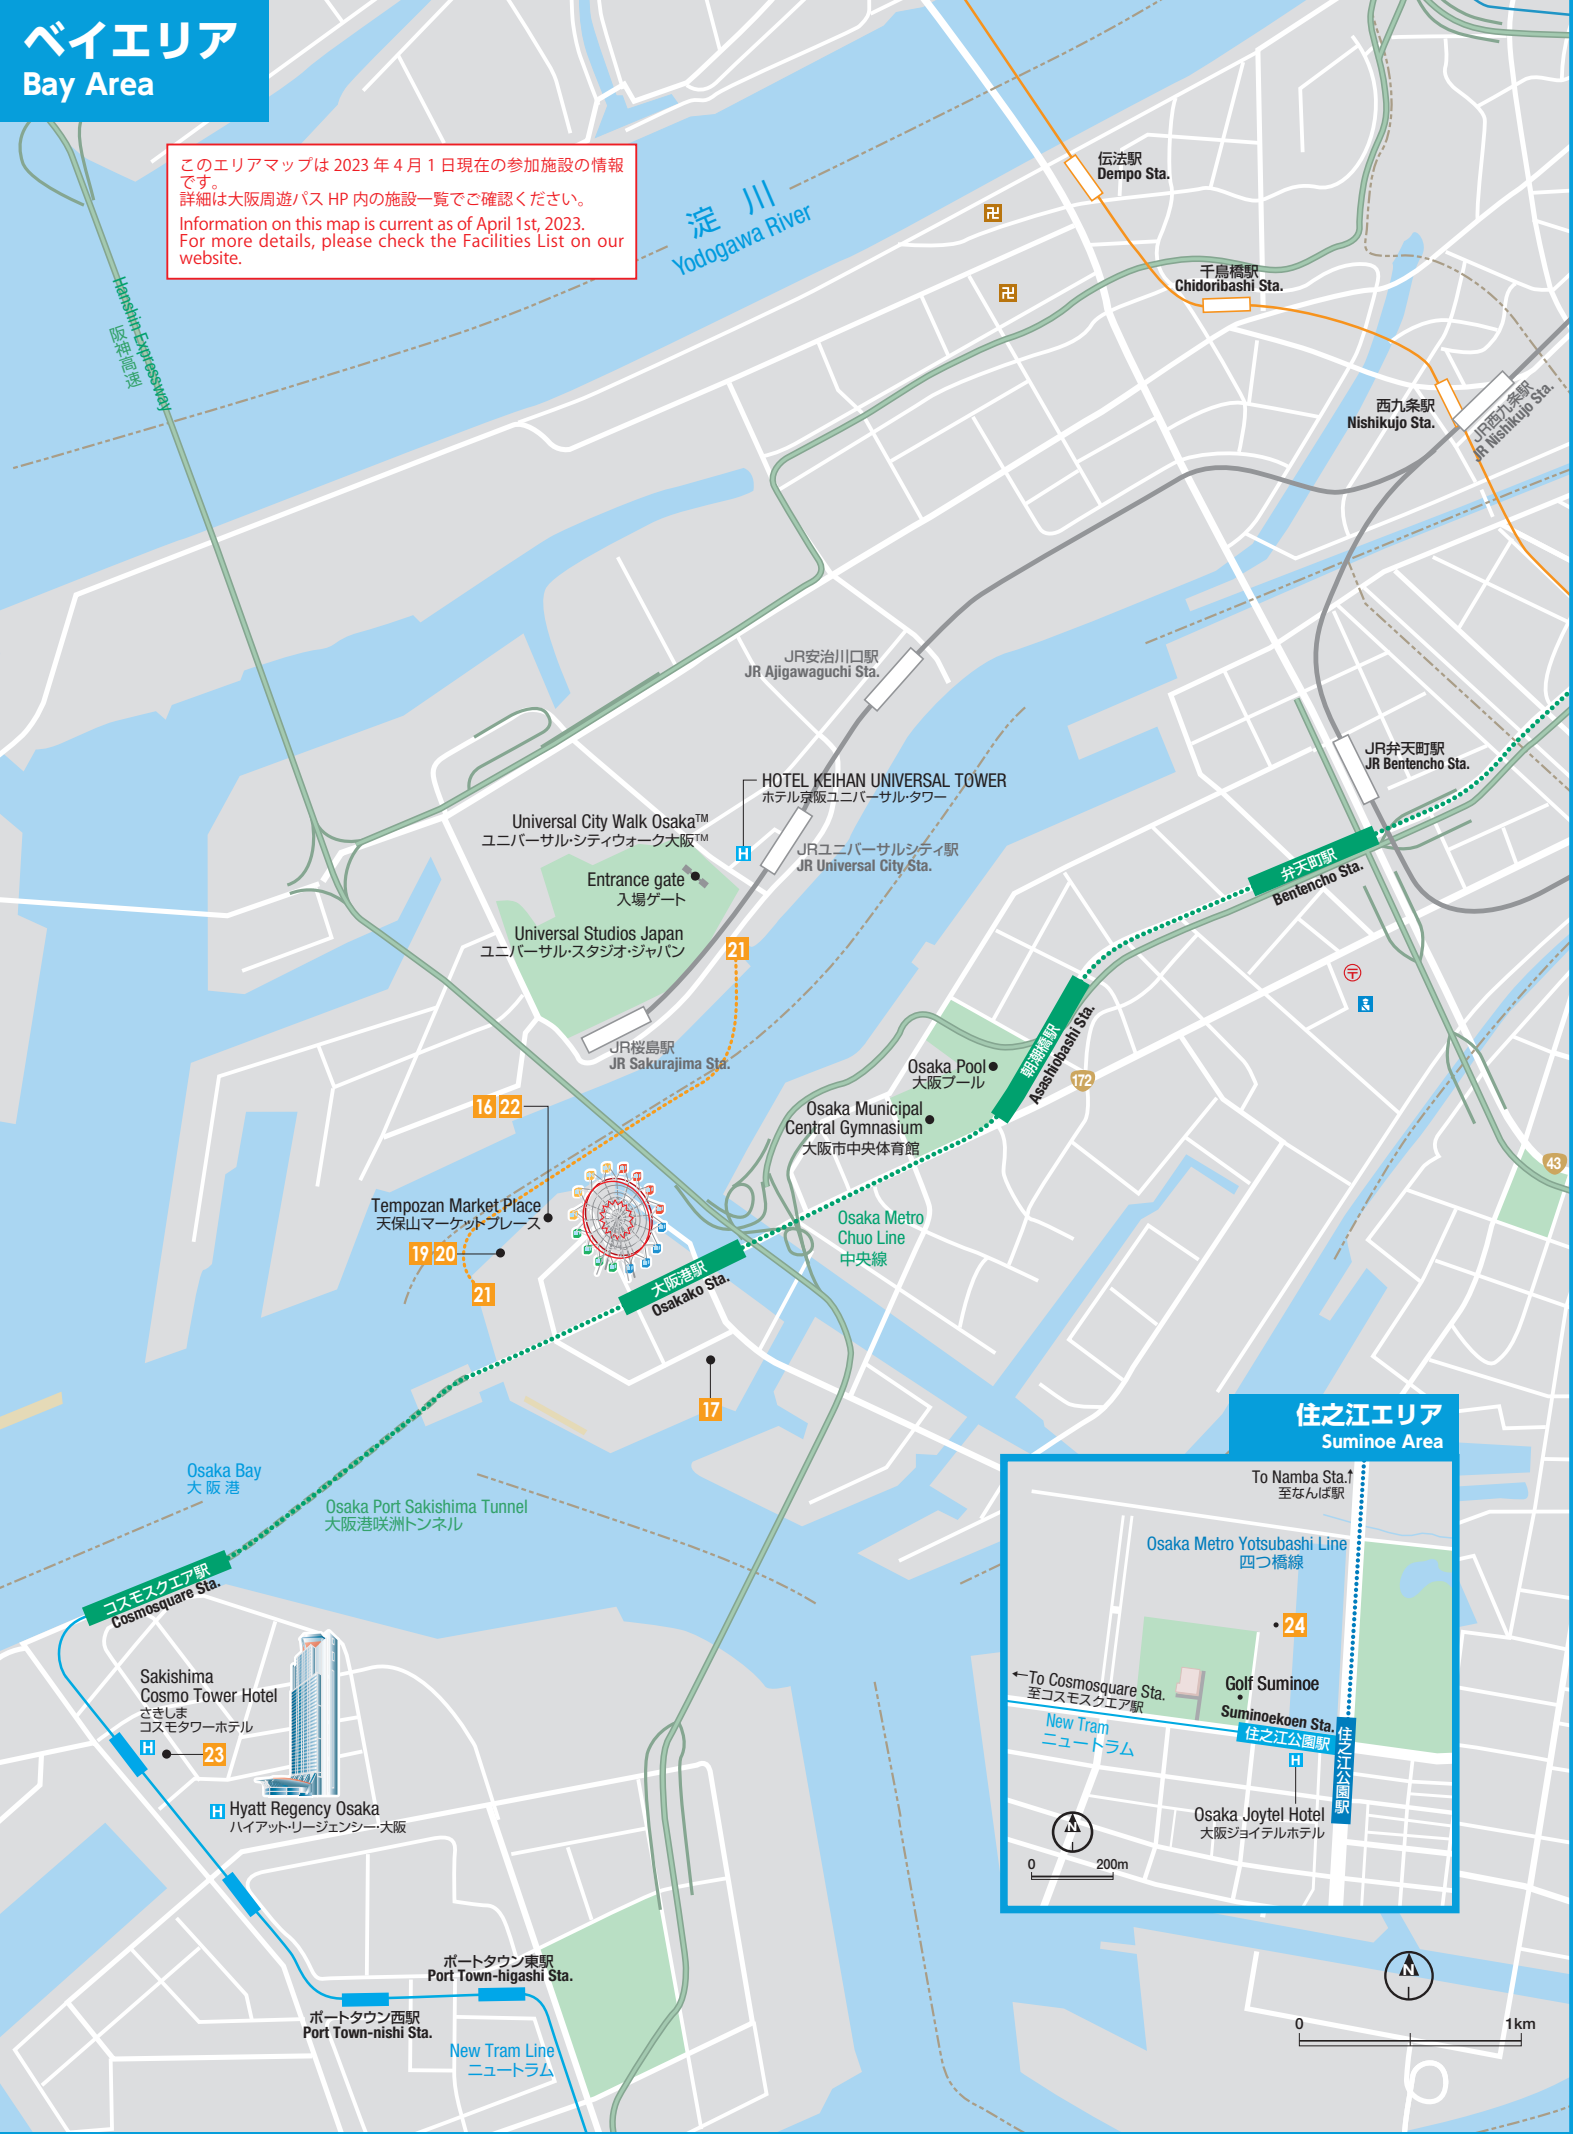 ベイエリア
Bay Area
このエリアマップは 2023 年 4 月 1 日現在の参加施設の情報
です。
詳細は大阪周遊パス HP 内の施設一覧でご確認ください。
Information on this map is current as of April 1st, 2023.
For more details, please check the Facilities List on our
website.
淀 川
Yodogawa River
伝法駅
Dempo Sta.
卍
卍
千鳥橋駅
Chidoribashi Sta.
Hanshin Expressway
阪神高速
西九条駅
Nishikujo Sta.
JR西九条駅
JR Nishikujo Sta.
JR安治川口駅
JR Ajigawaguchi Sta.
JR弁天町駅
JR Bentencho Sta.
HOTEL KEIHAN UNIVERSAL TOWER
ホテル京阪ユニバーサル・タワー
H
Universal City Walk Osaka™
ユニバーサル・シティウォーク大阪™
JRユニバーサルシティ駅
JR Universal City Sta.
Entrance gate
入場ゲート
Universal Studios Japan
ユニバーサル・スタジオ・ジャパン
21
弁天町駅
Bentencho Sta.
〒
JR桜島駅
JR Sakurajima Sta.
朝潮橋駅
Asashiobashi Sta.
172
Osaka Pool
大阪プール
Osaka Municipal
Central Gymnasium
大阪市中央体育館
16 22
43
Tempozan Market Place
天保山マーケットプレース
19 20
21
Osaka Metro
Chuo Line
中央線
大阪港駅
Osakako Sta.
17
Osaka Bay
大 阪 港
Osaka Port Sakishima Tunnel
大阪港咲洲トンネル
コスモスクエア駅
Cosmosquare Sta.
Sakishima
Cosmo Tower Hotel
さきしま
コスモタワーホテル
H
23
H Hyatt Regency Osaka
ハイアット・リージェンシー・大阪
ポートタウン東駅
Port Town-higashi Sta.
ポートタウン西駅
Port Town-nishi Sta.
New Tram Line
ニュートラム
住之江エリア
Suminoe Area
To Namba Sta.↑
至なんば駅
Osaka Metro Yotsubashi Line
四つ橋線
24
←To Cosmosquare Sta.
至コスモスクエア駅
Golf Suminoe
Suminoekoen Sta.
住之江公園駅
住之江公園駅
New Tram
ニュートラム
H
Osaka Joytel Hotel
大阪ジョイテルホテル
N
0 200m
N
0 1km